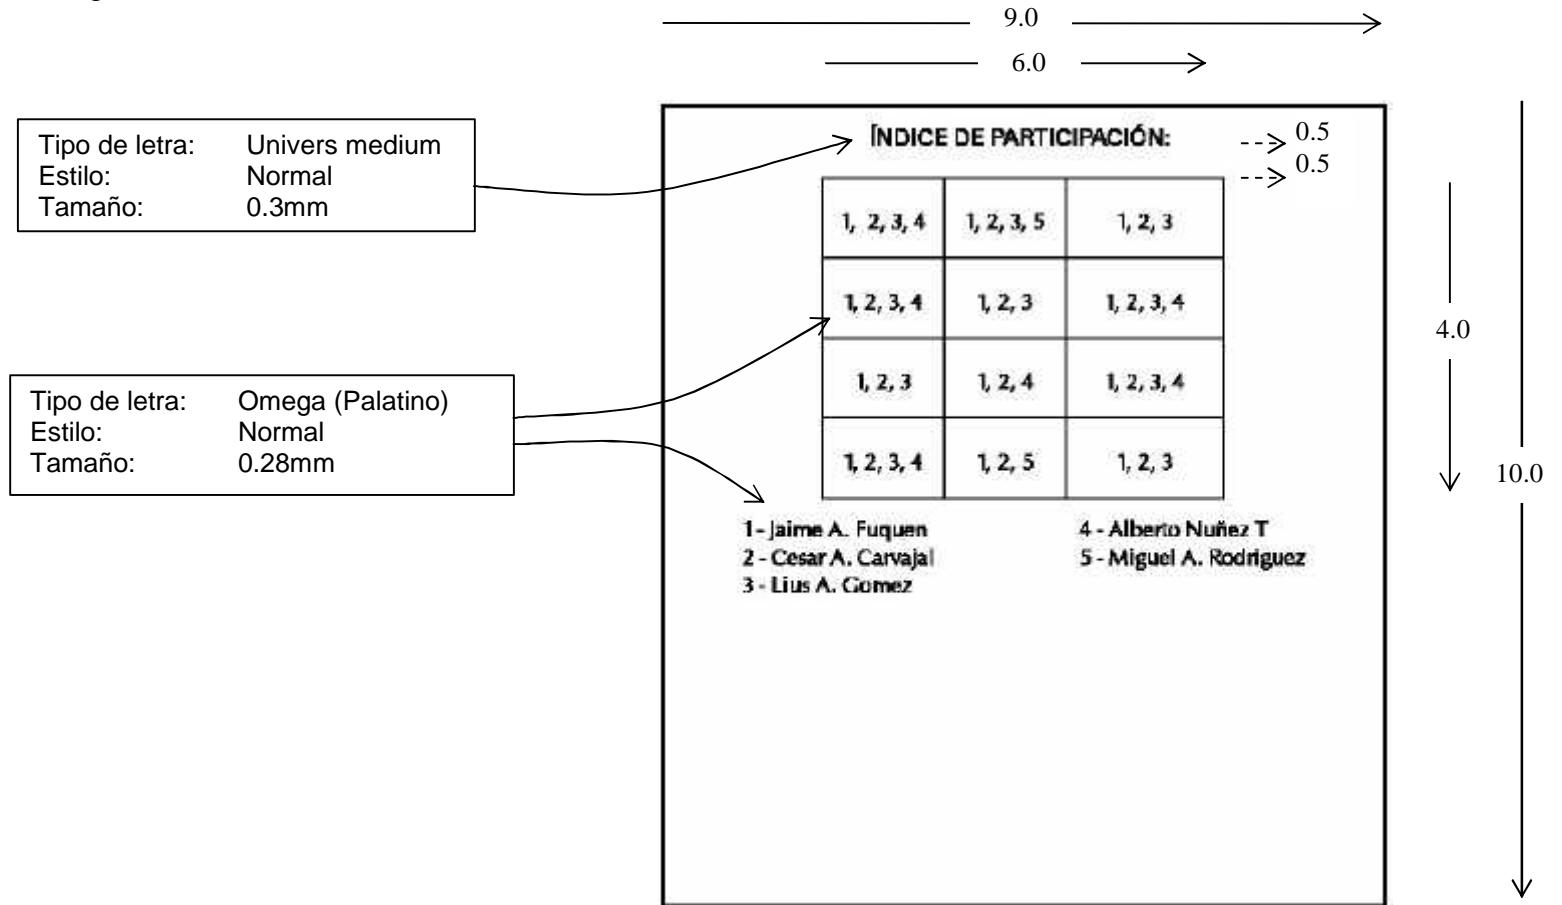 9.0
6.0
Tipo de letra: Univers medium
Estilo: Normal
Tamaño: 0.3mm
ÍNDICE DE PARTICIPACIÓN:
0.5
0.5
1, 2, 3, 4 1, 2, 3, 5 1, 2, 3
1, 2, 3, 4 1, 2, 3 1, 2, 3, 4
1, 2, 3 1, 2, 4 1, 2, 3, 4
1, 2, 3, 4 1, 2, 5 1, 2, 3
4.0
10.0
Tipo de letra: Omega (Palatino)
Estilo: Normal
Tamaño: 0.28mm
1- Jaime A. Fuquen
2 - Cesar A. Carvajal
3 - Lius A. Gomez
4 - Alberto Nuñez T
5 - Miguel A. Rodriguez